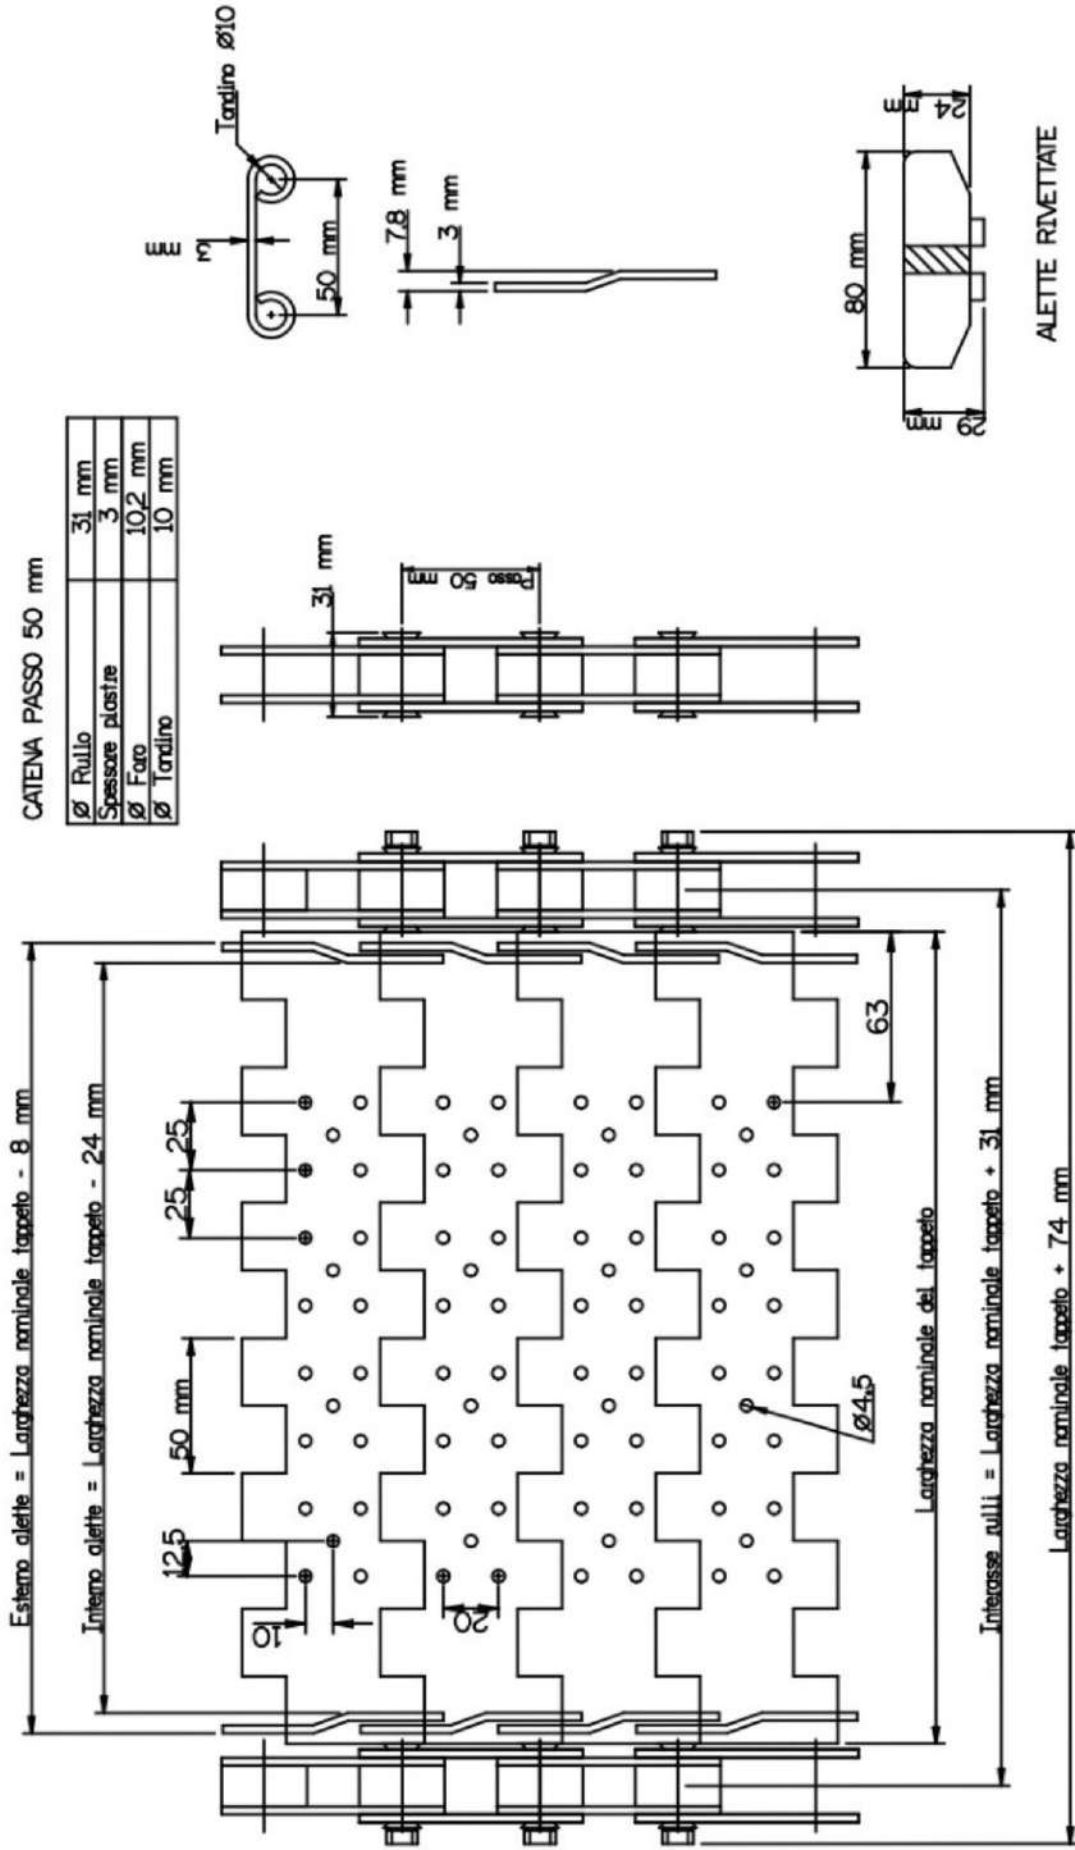 CATENA PASSO 50 mm
Ø Rullo 31 mm
Spessore piastre 3 mm
Ø Foro 10,2 mm
Ø Tondino 10 mm
Tondino Ø10
3 mm
50 mm
7,8 mm
3 mm
31 mm
Passo 50 mm
80 mm
24 mm
29 mm
ALETTE RIVETTATE
Esterno alette = Larghezza nominale tappeto - 8 mm
Interno alette = Larghezza nominale tappeto - 24 mm
12,5
50 mm
25
25
10
20
63
Ø4.5
Larghezza nominale del tappeto
Interasse rulli = Larghezza nominale tappeto + 31 mm
Larghezza nominale tappeto + 74 mm